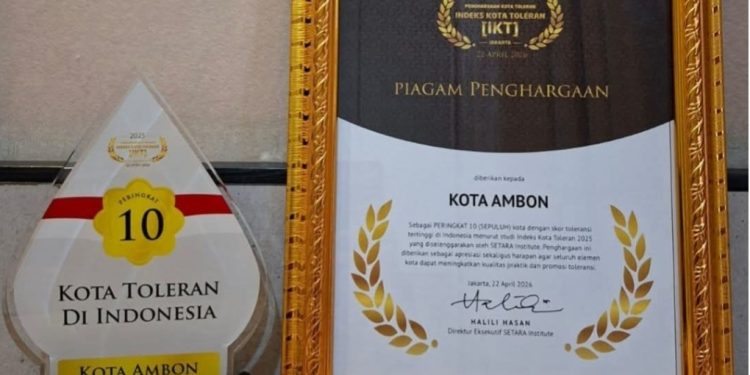 2025
INDEKS KOTA TOLERAN
[IKT]
PERINGKAT
10
KOTA TOLERAN
DI INDONESIA
KOTA AMBON
PENGHARGAAN KOTA TOLERAN
INDEKS KOTA TOLERAN
[IKT]
JAKARTA
22 APRIL 2026
PIAGAM PENGHARGAAN
diberikan kepada
KOTA AMBON
Sebagai PERINGKAT 10 (SEPULUH) kota dengan skor toleransi
tertinggi di Indonesia menurut studi Indeks Kota Toleran 2025
yang diselenggarakan oleh SETARA Institute. Penghargaan ini
diberikan sebagai apresiasi sekaligus harapan agar seluruh elemen
kota dapat meningkatkan kualitas praktik dan promosi toleransi.
Jakarta, 22 April 2026
HALILI HASAN
Direktur Eksekutif SETARA Institute